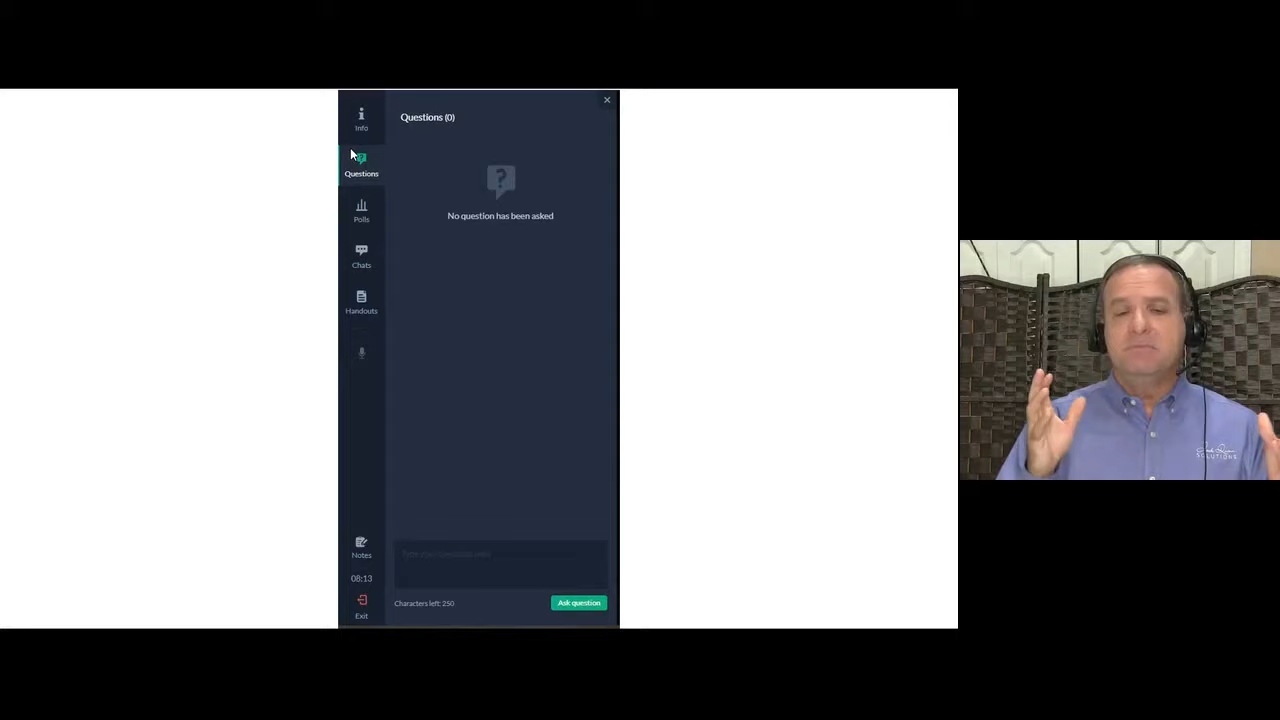 Info
Questions (0)
Questions
No question has been asked
Polls
Chats
Handouts
Notes
08:13
Characters left: 250
Ask question
Exit
SOLUTIONS